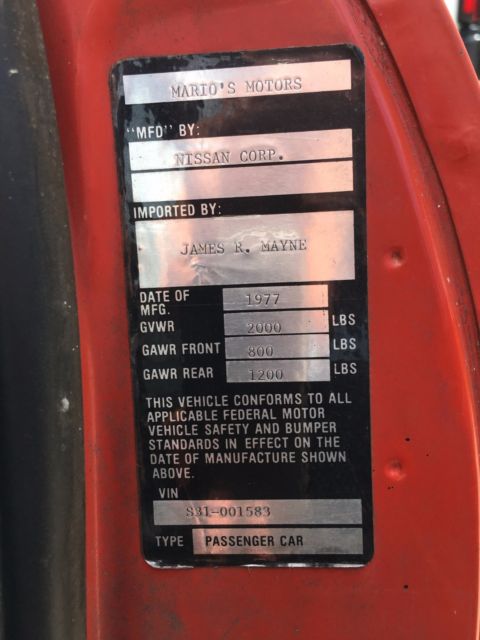 MARIO'S MOTORS
"MFD" BY:
NISSAN CORP.
IMPORTED BY:
JAMES R. MAYNE
DATE OF MFG. 1977
GVWR 2000 LBS
GAWR FRONT 800 LBS
GAWR REAR 1200 LBS
THIS VEHICLE CONFORMS TO ALL
APPLICABLE FEDERAL MOTOR
VEHICLE SAFETY AND BUMPER
STANDARDS IN EFFECT ON THE
DATE OF MANUFACTURE SHOWN
ABOVE.
VIN
S31-001583
TYPE PASSENGER CAR